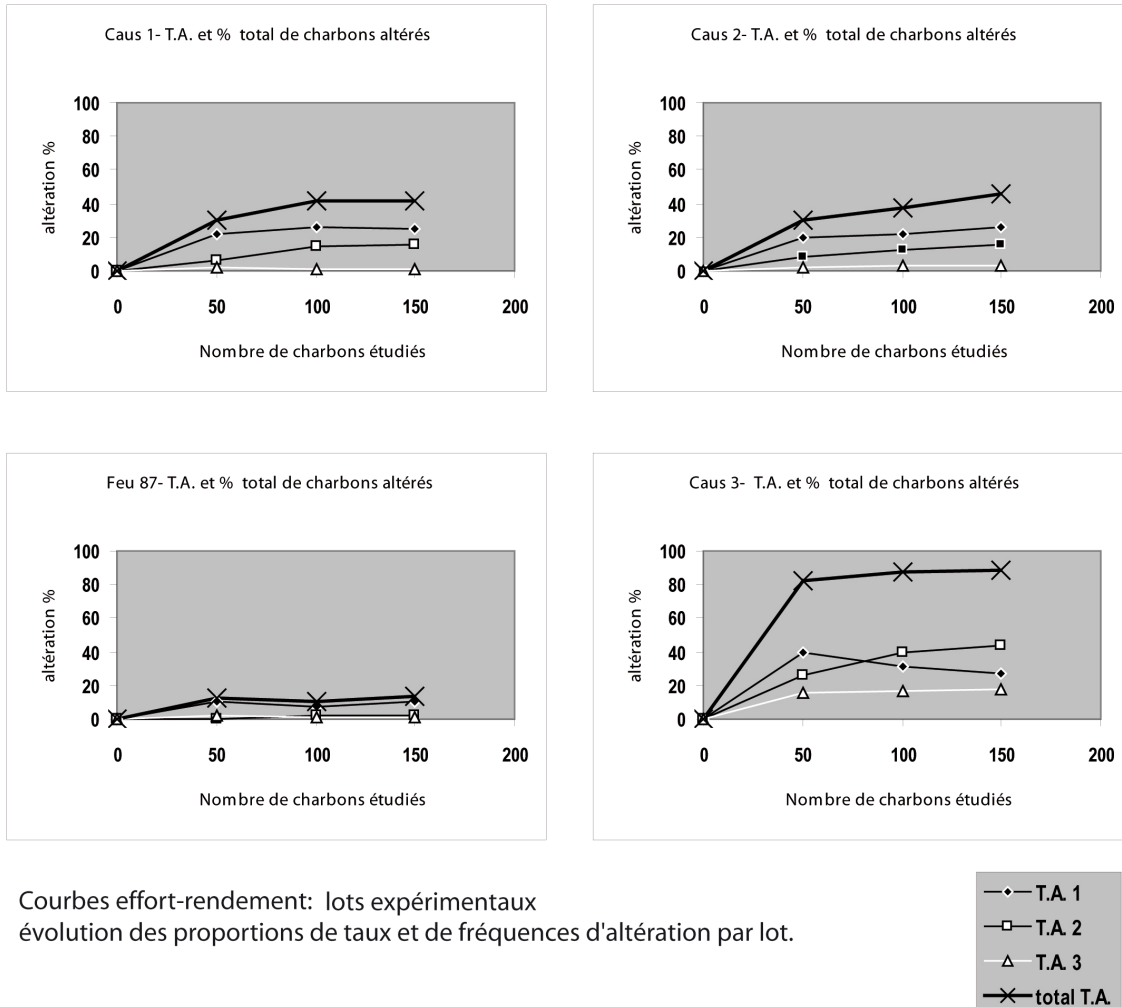 Caus 1- T.A. et % total de charbons altérés
altération %
100
80
60
40
20
0
0 50 100 150 200
Nombre de charbons étudiés
Caus 2- T.A. et % total de charbons altérés
altération %
100
80
60
40
20
0
0 50 100 150 200
Nombre de charbons étudiés
Feu 87- T.A. et % total de charbons altérés
altération %
100
80
60
40
20
0
0 50 100 150 200
Nombre de charbons étudiés
Caus 3- T.A. et % total de charbons altérés
altération %
100
80
60
40
20
0
0 50 100 150 200
Nombre de charbons étudiés
Courbes effort-rendement: lots expérimentaux
évolution des proportions de taux et de fréquences d'altération par lot.
T.A. 1
T.A. 2
T.A. 3
total T.A.